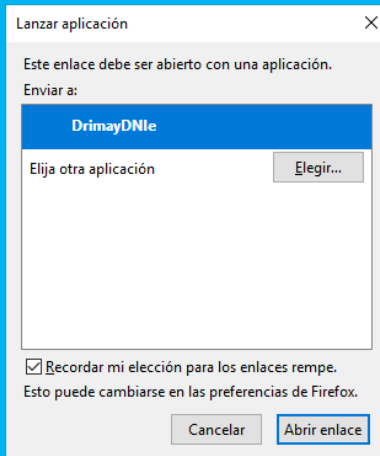 Lanzar aplicación
Este enlace debe ser abierto con una aplicación.
Enviar a:
DrimayDNIe
Elija otra aplicación
Elegir...
Recordar mi elección para los enlaces rempe.
Esto puede cambiarse en las preferencias de Firefox.
Cancelar
Abrir enlace